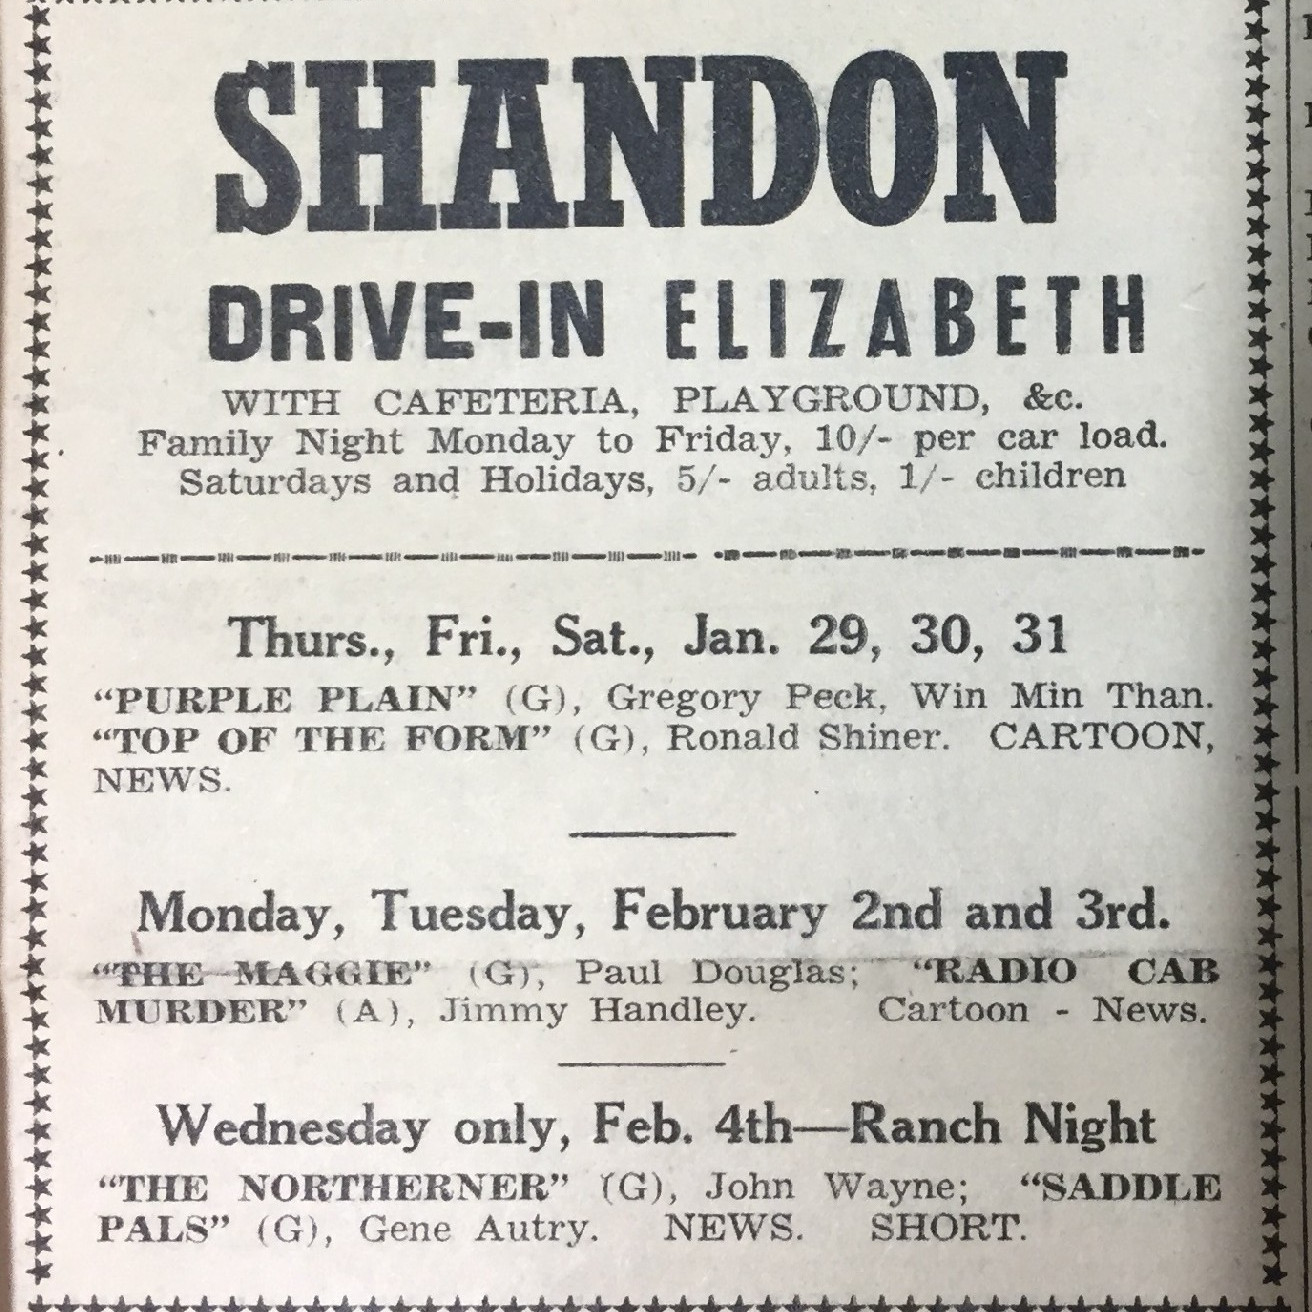 SHANDON
DRIVE-IN ELIZABETH
WITH CAFETERIA, PLAYGROUND, &c.
Family Night Monday to Friday, 10/- per car load.
Saturdays and Holidays, 5/- adults, 1/- children
Thurs., Fri., Sat., Jan. 29, 30, 31
"PURPLE PLAIN" (G), Gregory Peck, Win Min Than.
"TOP OF THE FORM" (G), Ronald Shiner. CARTOON,
NEWS.
Monday, Tuesday, February 2nd and 3rd.
"THE MAGGIE" (G), Paul Douglas; "RADIO CAB
MURDER" (A), Jimmy Handley. Cartoon - News.
Wednesday only, Feb. 4th—Ranch Night
"THE NORTHERNER" (G), John Wayne; "SADDLE
PALS" (G), Gene Autry. NEWS. SHORT.